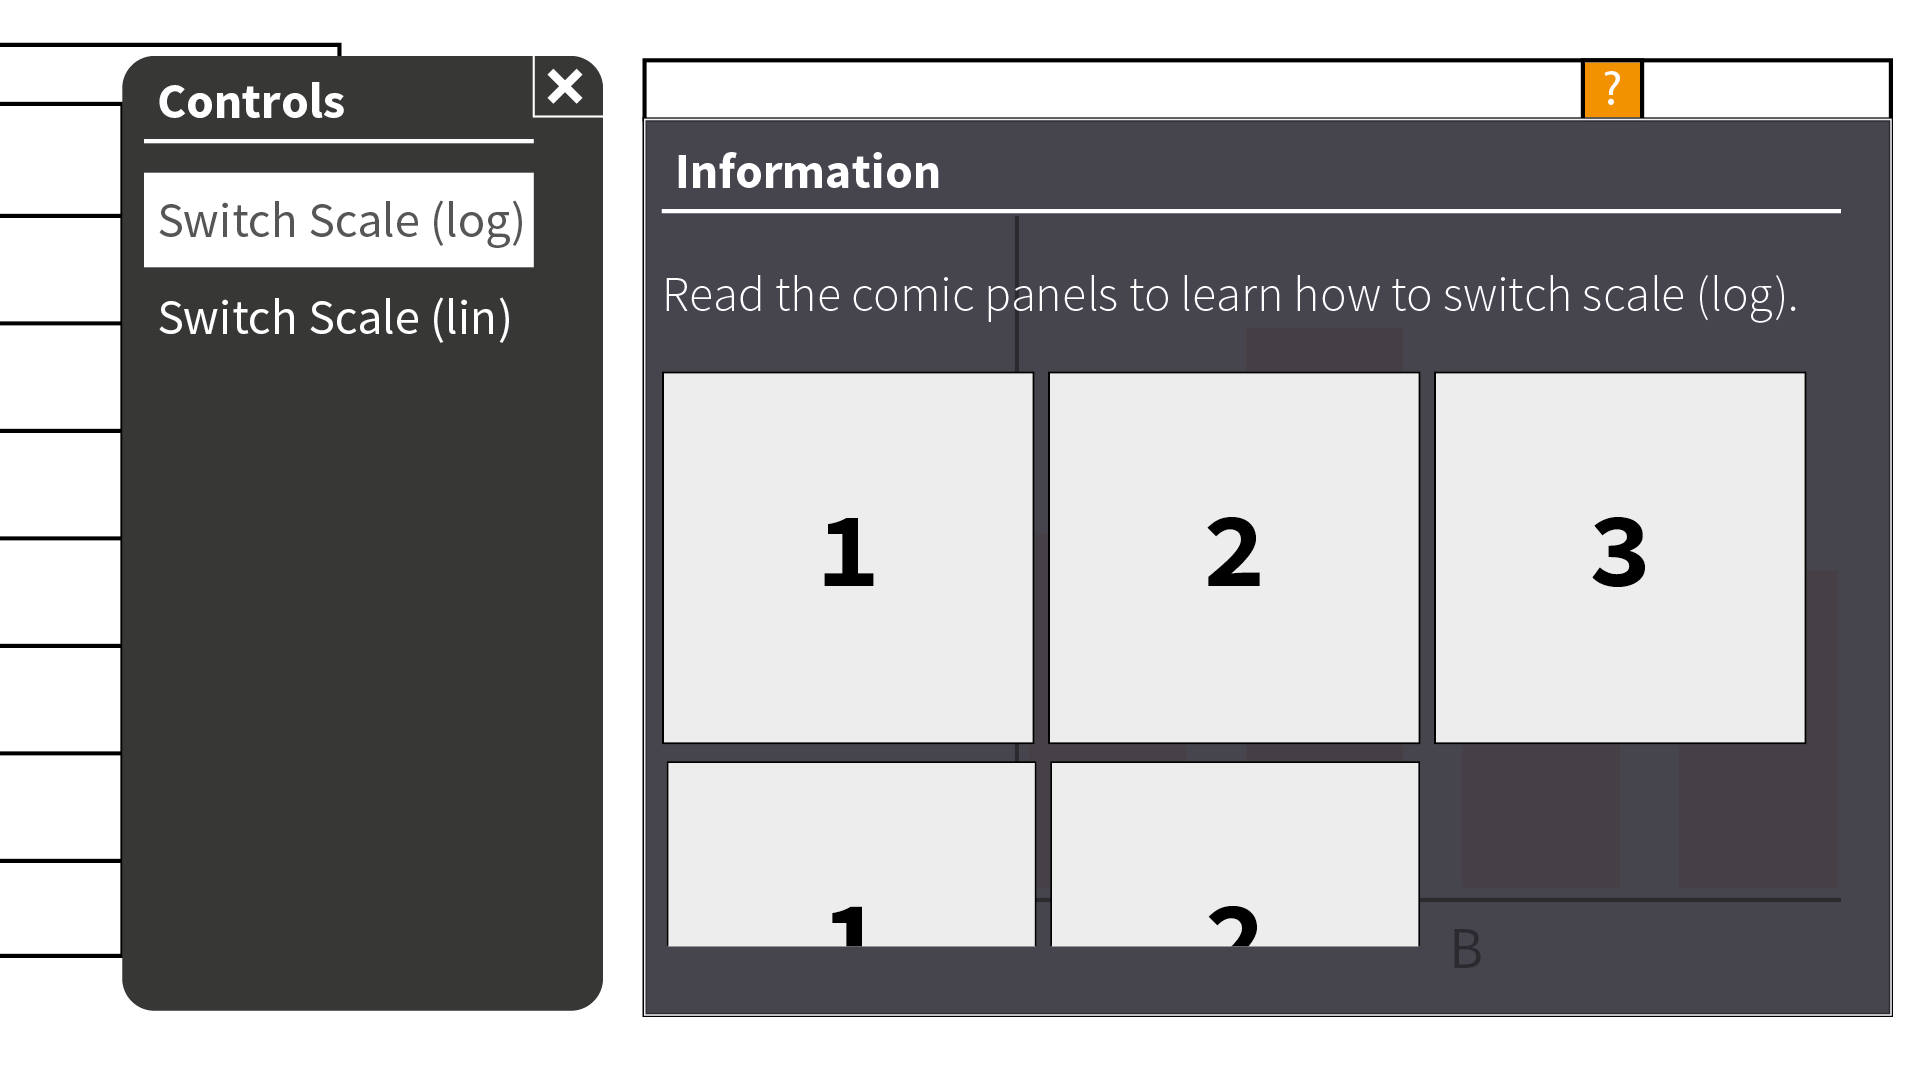 Controls
Switch Scale (log)
Switch Scale (lin)
?
Information
Read the comic panels to learn how to switch scale (log).
1
2
3
1
2
B